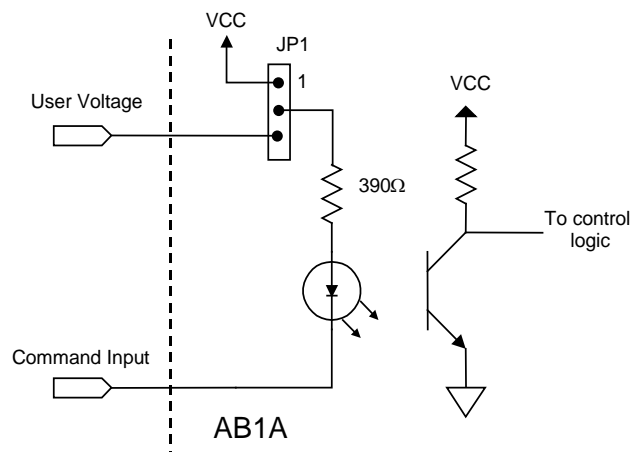 VCC
JP1
1
User Voltage
VCC
390Ω
To control
logic
Command Input
AB1A